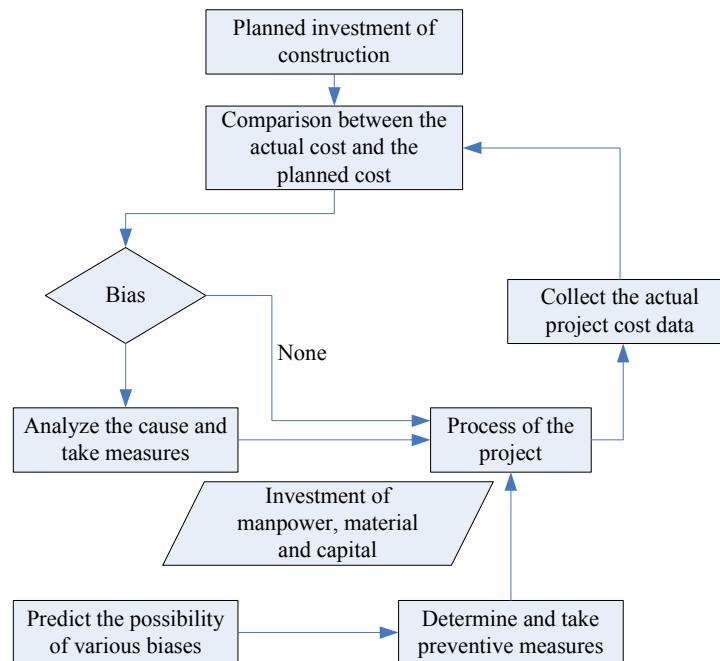 Planned investment of
construction
Comparison between the
actual cost and the
planned cost
Bias
None
Collect the actual
project cost data
Analyze the cause and
take measures
Process of the
project
Investment of
manpower, material
and capital
Predict the possibility
of various biases
Determine and take
preventive measures